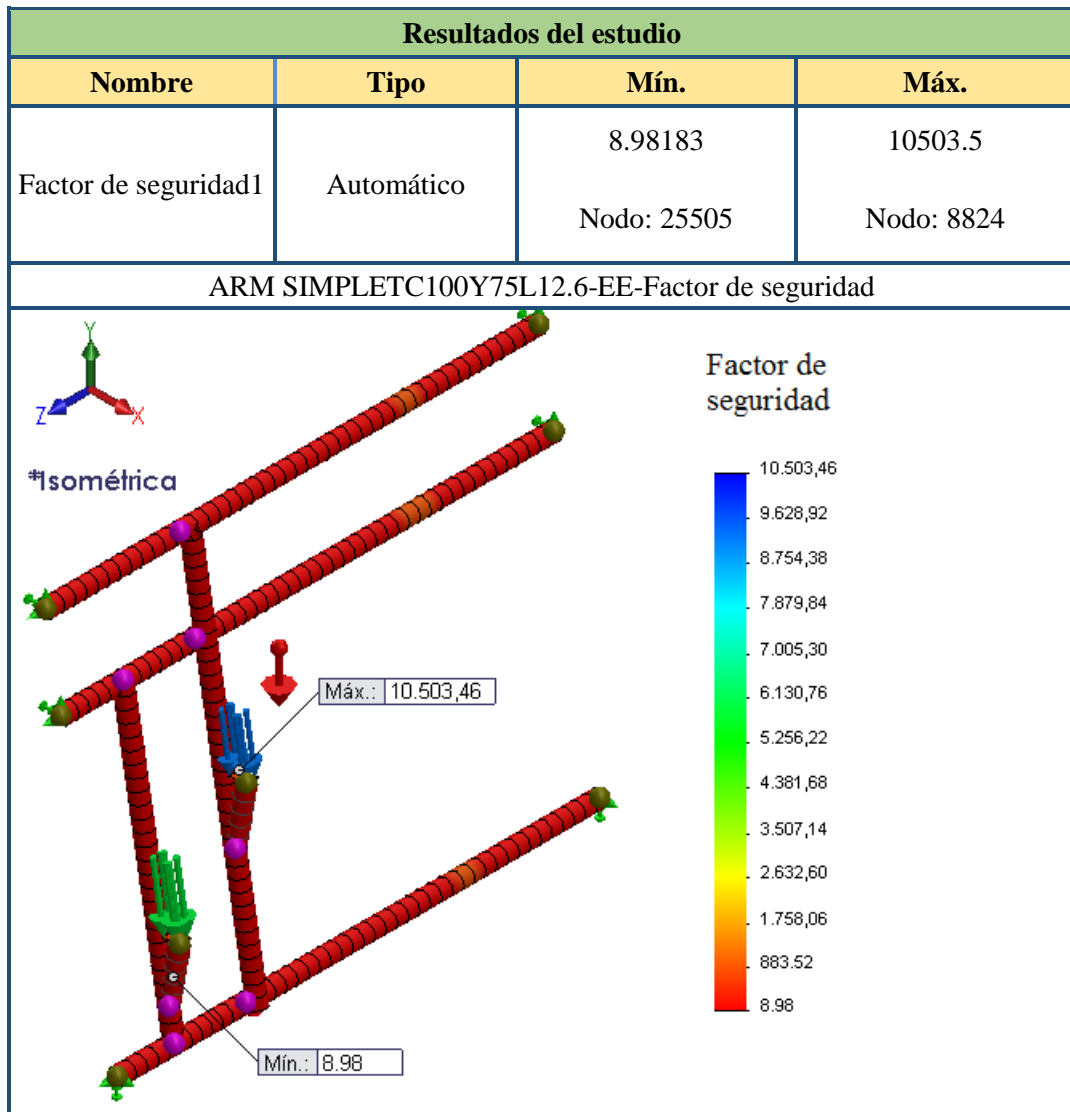 Resultados del estudio
Nombre Tipo Mín. Máx.
Factor de seguridad1 Automático 8.98183 10503.5
Nodo: 25505 Nodo: 8824
ARM SIMPLETC100Y75L12.6-EE-Factor de seguridad
Y
Z X
*Isométrica
Factor de
seguridad
10.503,46
9.628,92
8.754,38
7.879,84
7.005,30
6.130,76
5.256,22
4.381,68
3.507,14
2.632,60
1.758,06
883.52
8.98
Máx.: 10.503,46
Mín.: 8.98